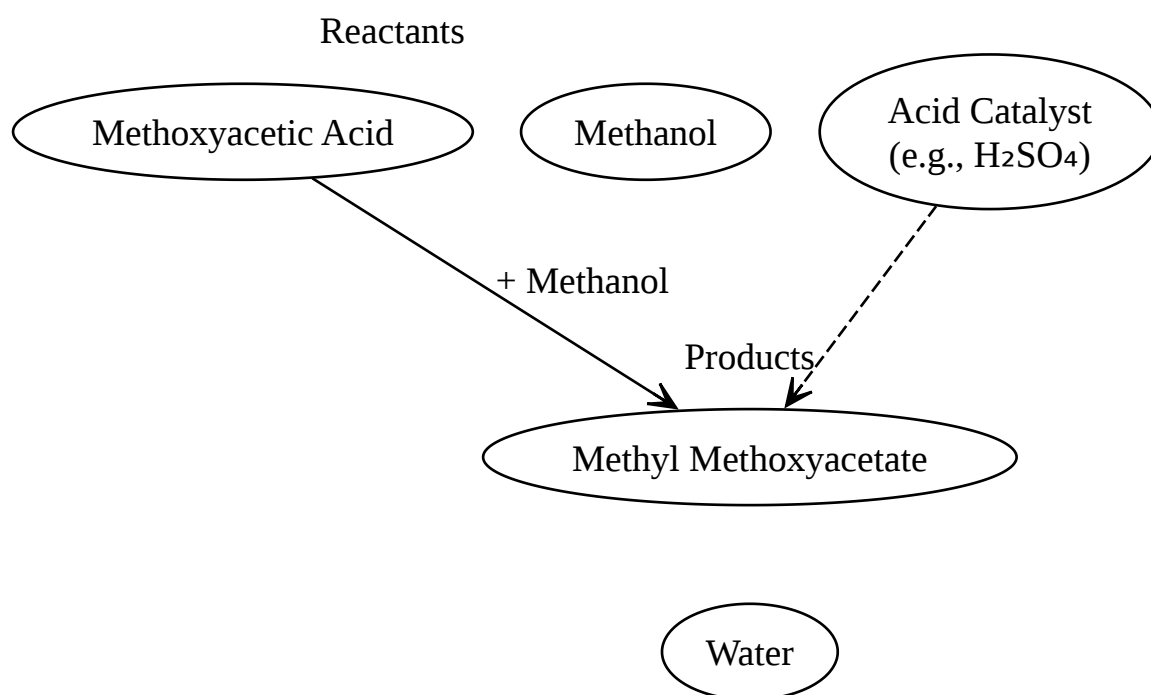 Reactants
Methoxyacetic Acid
Methanol
Acid Catalyst
(e.g., H₂SO₄)
+ Methanol
Products
Methyl Methoxyacetate
Water